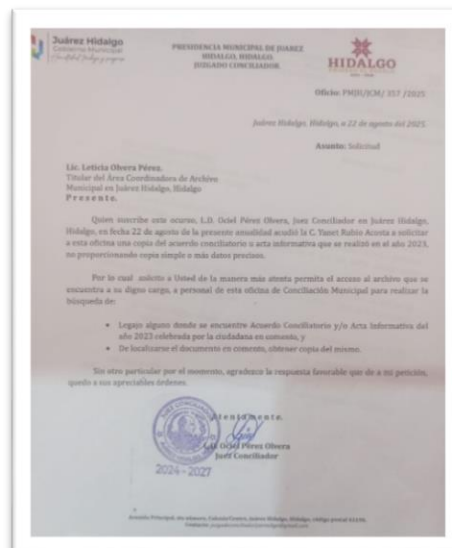 Juárez Hidalgo
Gobierno Municipal
PRESIDENCIA MUNICIPAL DE JUAREZ
HIDALGO, HIDALGO.
JUZGADO CONCILIADOR.
HIDALGO
Oficio: PMJH/JCM/ 357 /2025.
Juárez Hidalgo, Hidalgo, a 22 de agosto del 2025.
Asunto: Solicitud
Lic. Leticia Olvera Pérez.
Titular del Área Coordinadora de Archivo
Municipal en Juárez Hidalgo, Hidalgo
P r e s e n t e.
Quien suscribe este ocurso, L.D. Ociel Pérez Olvera, Juez Conciliador en Juárez Hidalgo,
Hidalgo, en fecha 22 de agosto de la presente anualidad acudió la C. Yanet Rubio Acosta a solicitar
a esta oficina una copia del acuerdo conciliatorio o acta informativa que se realizó en el año 2023,
no proporcionando copia simple o más datos precisos.
Por lo cual solicito a Usted de la manera más atenta permita el acceso al archivo que se
encuentra a su digno cargo, a personal de esta oficina de Conciliación Municipal para realizar la
búsqueda de:
• Legajo alguno donde se encuentre Acuerdo Conciliatorio y/o Acta Informativa del
año 2023 celebrada por la ciudadana en comento, y
• De localizarse el documento en comento, obtener copia del mismo.
Sin otro particular por el momento, agradezco la respuesta favorable que de a mi petición,
quedo a sus apreciables órdenes.
A t e n t a m e n t e.
L.D. Ociel Pérez Olvera
Juez Conciliador
JUEZ CONCILIADOR
2024 - 2027